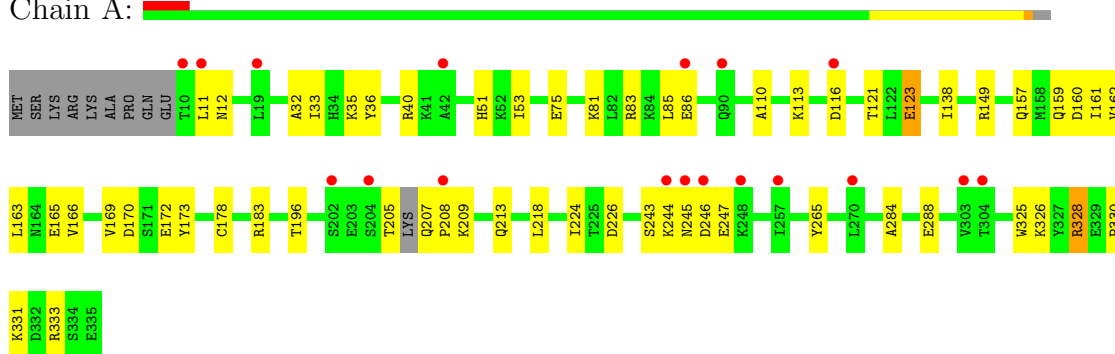 Chain A:
MET SER LYS ARG LYS ALA PRO GLN GLU T10 L11 N12 L19 A32 I33 H34 K35 Y36 R40 K41 A42 H51 K52 I53 E75 K81 L82 R83 K84 L85 E86 Q90 A110 K113 D116 T121 L122 E123 I138 R149 Q157 M158 Q159 D160 I161
L163 N164 E165 V166 V169 D170 S171 E172 Y173 C178 R183 T196 S202 E203 S204 T205 LYS Q207 P208 K209 Q213 L218 I224 T225 D226 S243 K244 N245 D246 E247 K248 I257 Y265 L270 A284 E288 V303 T304 W325 K326 Y327 R328 E329
K331 D332 R333 S334 E335